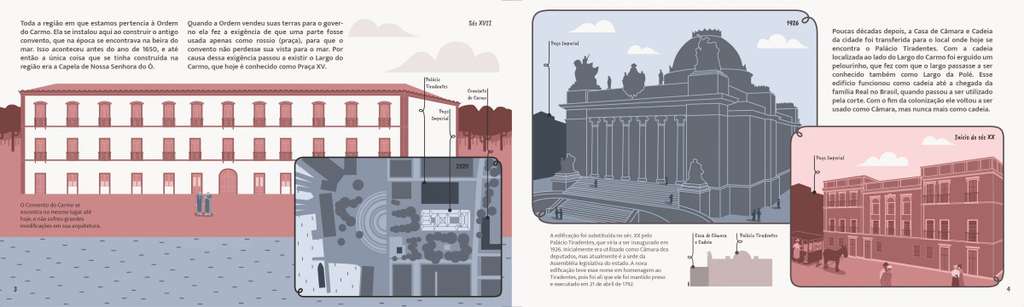 Toda a região em que estamos pertencia à Ordem
do Carmo. Ela se instalou aqui ao construir o antigo
convento, que na época se encontrava na beira do
mar. Isso aconteceu antes do ano de 1650, e até
então a única coisa que se tinha construída na
região era a Capela de Nossa Senhora do Ó.
Quando a Ordem vendeu suas terras para o gover-
no ela fez a exigência de que uma parte fosse
usada apenas como rossio (praça), para que o
convento não perdesse sua vista para o mar. Por
causa dessa exigência passou a existir o Largo do
Carmo, que hoje é conhecido como Praça XV.
Séc XVII
Palácio
Tiradentes
Paço
Imperial
Convento
do Carmo
2020
O Convento do Carmo se
encontra no mesmo lugar até
hoje, e não sofreu grandes
modificações em sua arquitetura.
3
1926
Paço Imperial
Poucas décadas depois, a Casa de Câmara e Cadeia
da cidade foi transferida para o local onde hoje se
encontra o Palácio Tiradentes. Com a cadeia
localizada ao lado do Largo do Carmo foi erguido um
pelourinho, que fez com que o largo passasse a ser
conhecido também como Largo da Polé. Esse
edifício funcionou como cadeia até a chegada da
família Real no Brasil, quando passou a ser utilizado
pela corte. Com o fim da colonização ele voltou a ser
usado como Câmara, mas nunca mais como cadeia.
Início do séc XX
Paço Imperial
A edificação foi substituída no séc. XX pelo
Palácio Tiradentes, que viria a ser inaugurado em
1926. Inicialmente era utilizado como Câmara dos
deputados, mas atualmente é a sede da
Assembléia legislativa do estado. A nova
edificação teve esse nome em homenagem ao
Tiradentes, pois foi ali que ele foi mantido preso
e executado em 21 de abril de 1792
Casa de Câmara
e Cadeia
Palácio Tiradentes
4